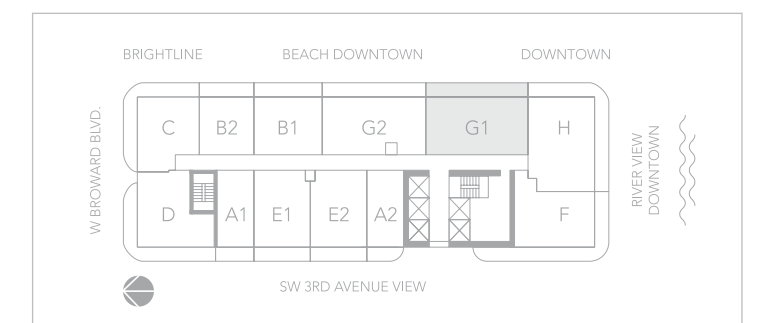 BRIGHTLINE BEACH DOWNTOWN DOWNTOWN
W BROWARD BLVD.
C B2 B1 G2 G1 H
RIVER VIEW
DOWNTOWN
D A1 E1 E2 A2 F
SW 3RD AVENUE VIEW